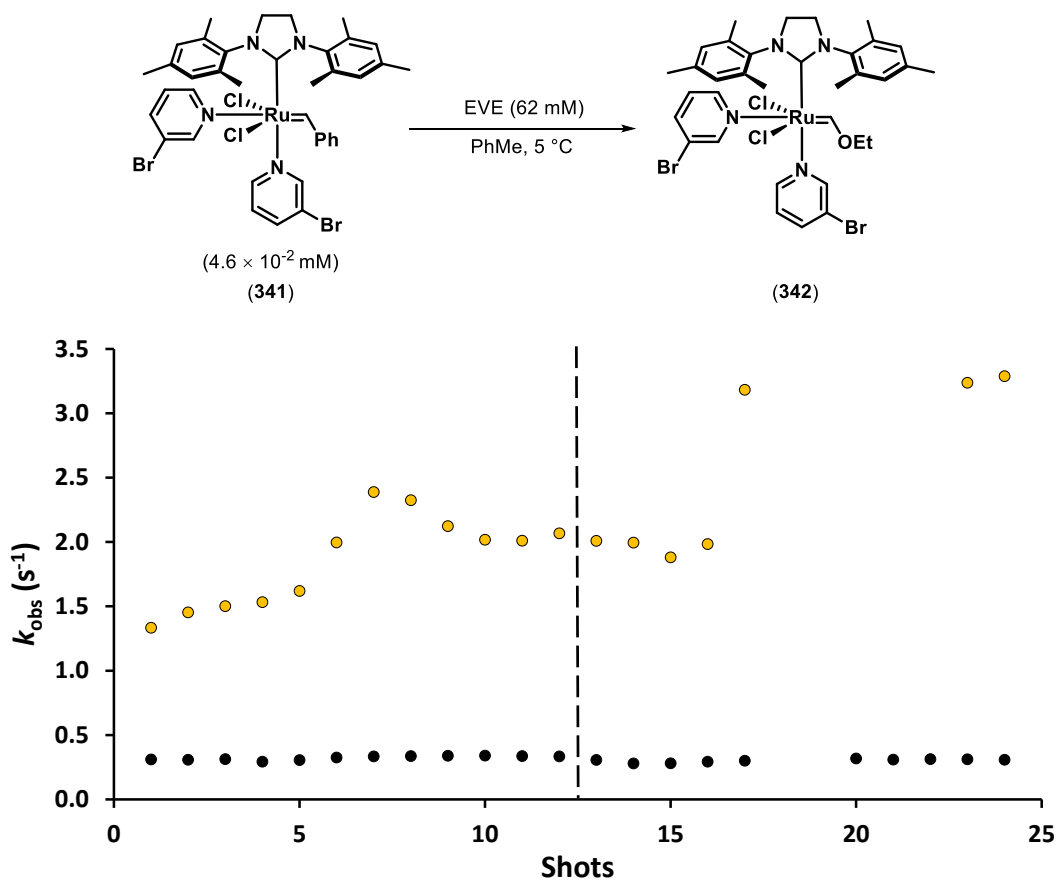 N N
N N
Cl
Ru
N
Cl
Ph
Br
N
Br
EVE (62 mM)
PhMe, 5 °C
Cl
Ru
N
Cl
OEt
Br
N
Br
(4.6 × 10-2 mM)
(341)
(342)
3.5
3.0
2.5
2.0
1.5
1.0
0.5
0.0
kobs (s-1)
0 5 10 15 20 25
Shots